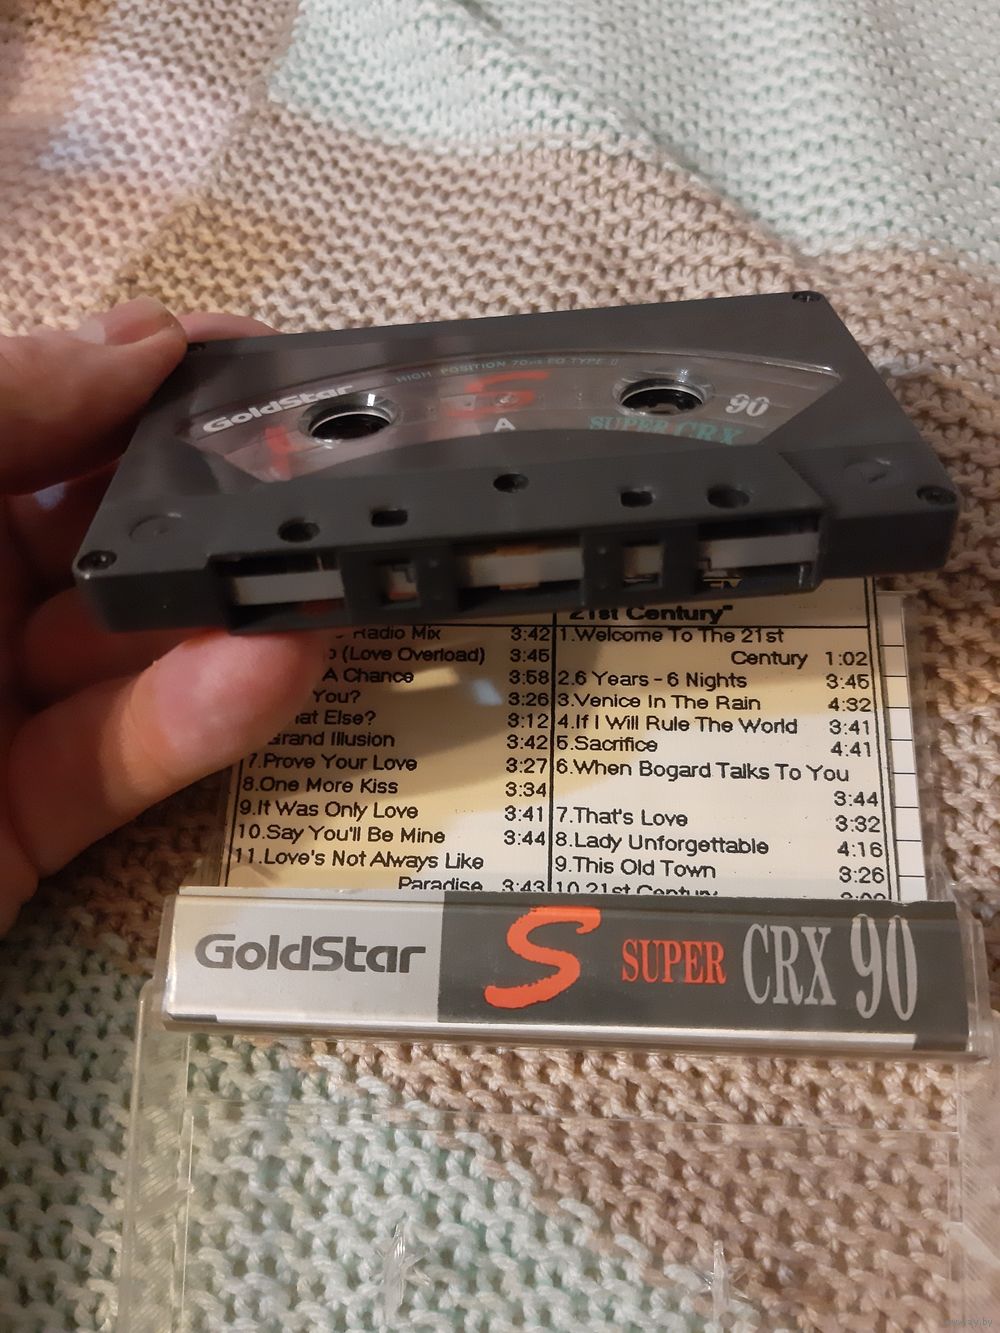 HIGH POSITION 70µs EQ TYPE II
GoldStar
S
90
A
SUPER CRX
21st Century"
Radio Mix 3:42
(Love Overload) 3:45
A Chance 3:58
You? 3:26
Else? 3:12
Grand Illusion 3:42
7.Prove Your Love 3:27
8.One More Kiss 3:34
9.It Was Only Love 3:41
10.Say You'll Be Mine 3:44
11.Love's Not Always Like
Paradise 3:43
1.Welcome To The 21st
Century 1:02
2.6 Years - 6 Nights 3:45
3.Venice In The Rain 4:32
4.If I Will Rule The World 3:41
5.Sacrifice 4:41
6.When Bogard Talks To You
3:44
7.That's Love 3:32
8.Lady Unforgettable 4:16
9.This Old Town 3:26
10.21st Century
GoldStar S SUPER CRX 90